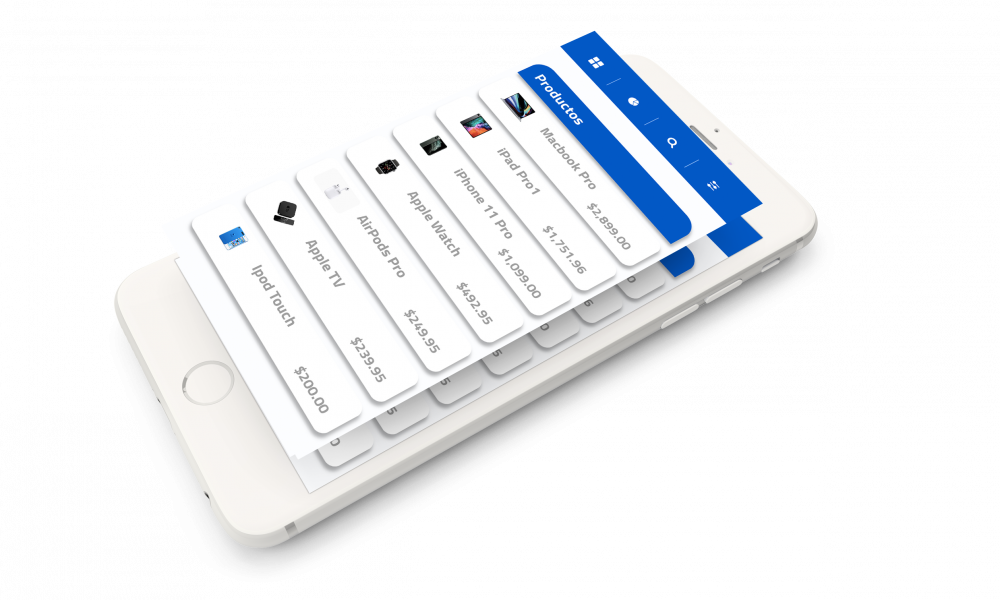 Productos
Macbook Pro
$2,899.00
iPad Pro1
$1,751.96
iPhone 11 Pro
$1,099.00
Apple Watch
$492.95
AirPods Pro
$249.95
Apple TV
$239.95
Ipod Touch
$200.00